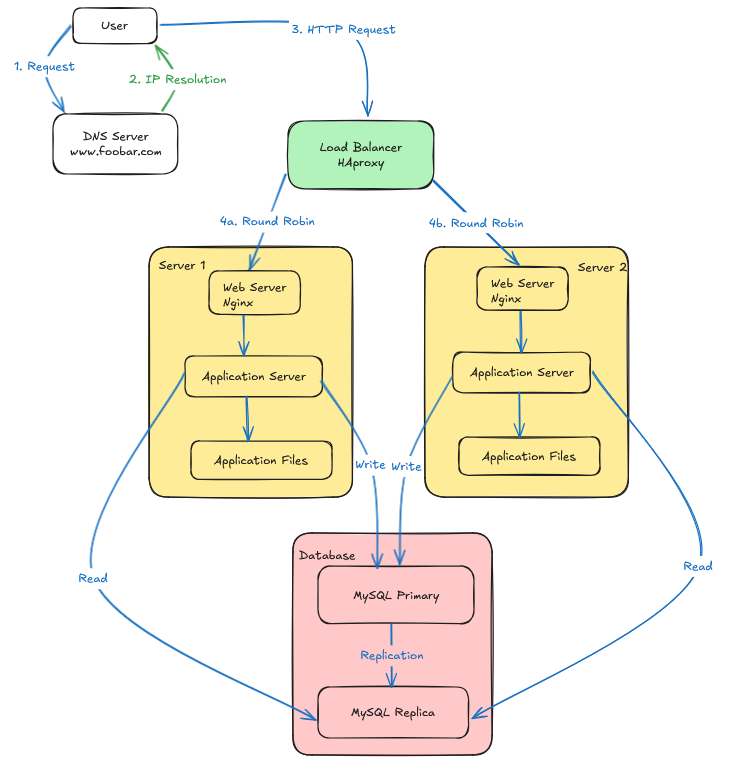 User
3. HTTP Request
1. Request
2. IP Resolution
DNS Server
www.foobar.com
Load Balancer
HAproxy
4a. Round Robin
4b. Round Robin
Server 1
Web Server
Nginx
Application Server
Application Files
Server 2
Web Server
Nginx
Application Server
Application Files
Write
Write
Read
Read
Database
MySQL Primary
Replication
MySQL Replica